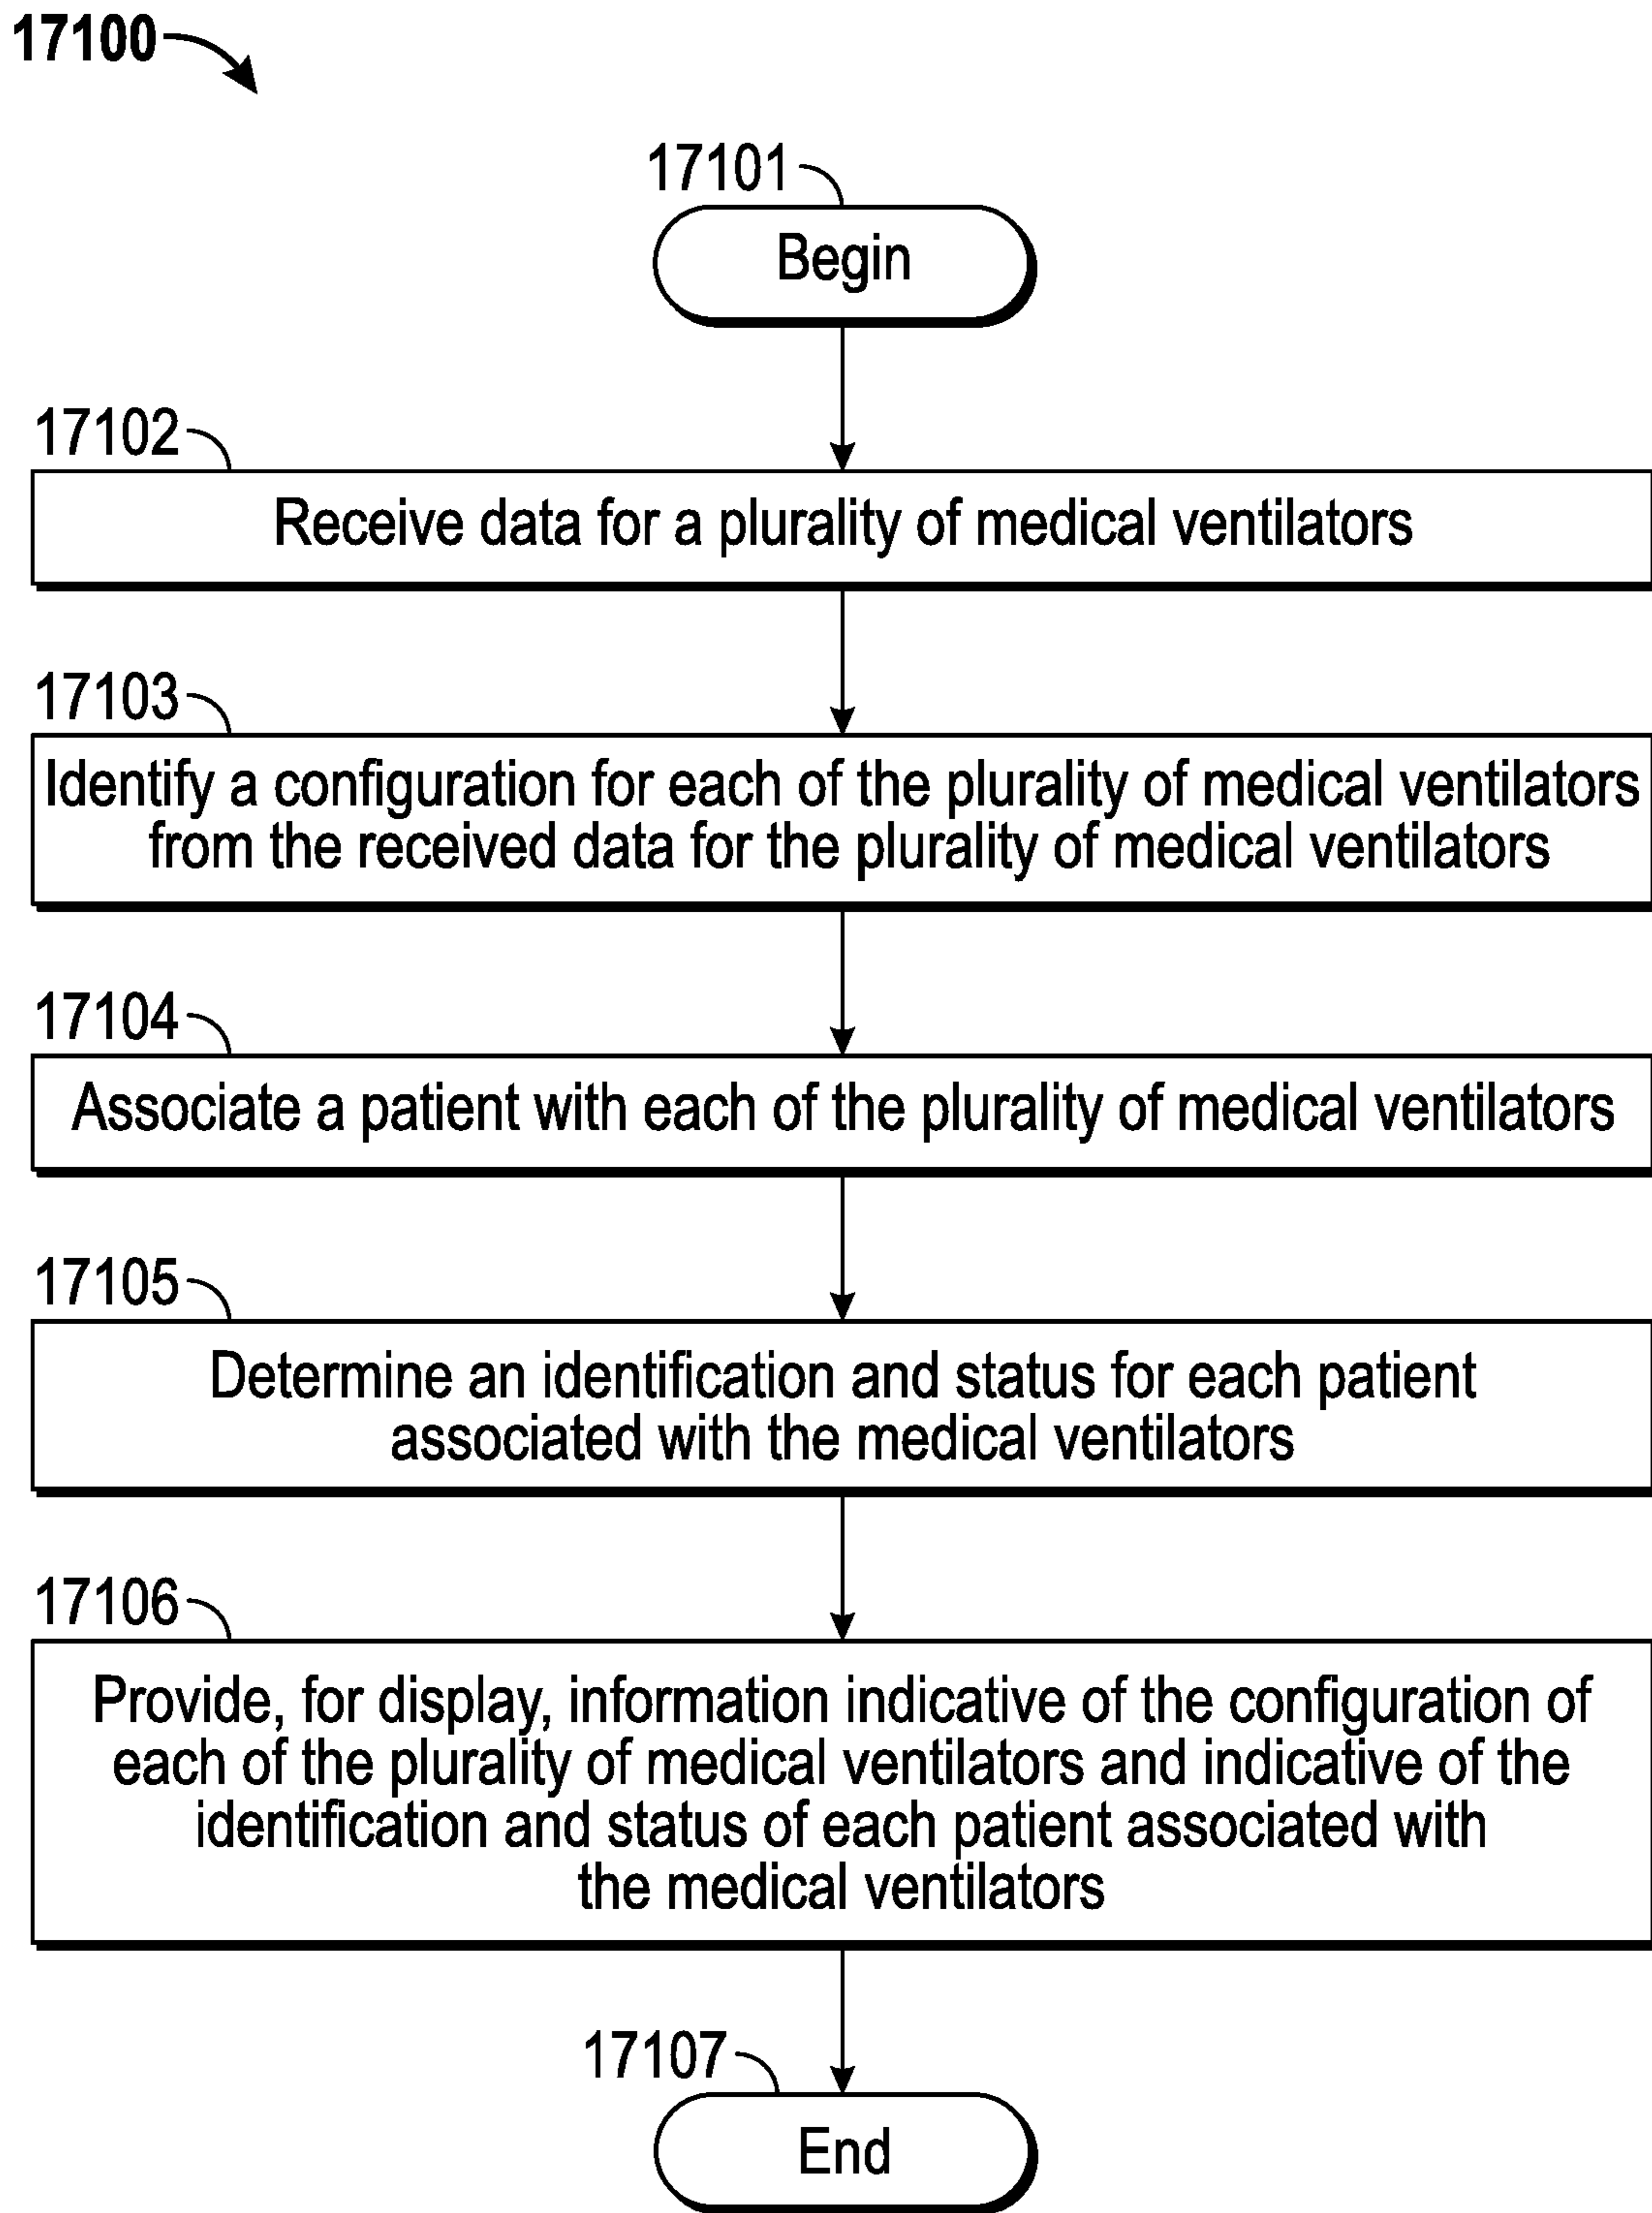 17100
17101
Begin
17102
Receive data for a plurality of medical ventilators
17103
Identify a configuration for each of the plurality of medical ventilators
from the received data for the plurality of medical ventilators
17104
Associate a patient with each of the plurality of medical ventilators
17105
Determine an identification and status for each patient
associated with the medical ventilators
17106
Provide, for display, information indicative of the configuration of
each of the plurality of medical ventilators and indicative of the
identification and status of each patient associated with
the medical ventilators
17107
End